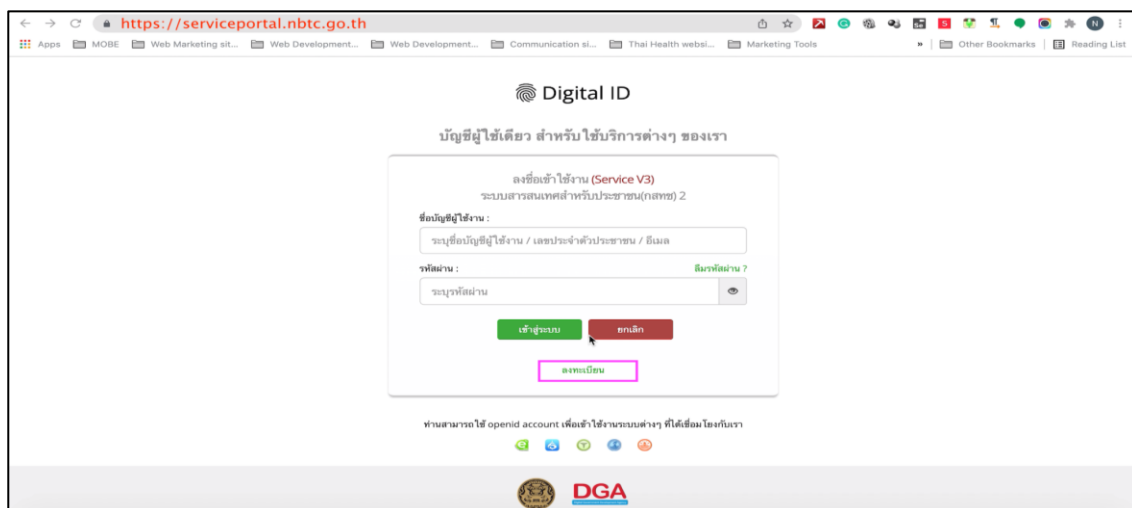 https://serviceportal.nbtc.go.th
Apps MOBE Web Marketing sit... Web Development... Web Development... Communication si... Thai Health websi... Marketing Tools » Other Bookmarks Reading List
Digital ID
บัญชีผู้ใช้เดียว สำหรับใช้บริการต่างๆ ของเรา
ลงชื่อเข้าใช้งาน (Service V3)
ระบบสารสนเทศสำหรับประชาชน(กสทช) 2
ชื่อบัญชีผู้ใช้งาน :
ระบุชื่อบัญชีผู้ใช้งาน / เลขประจำตัวประชาชน / อีเมล
รหัสผ่าน : ลืมรหัสผ่าน ?
ระบุรหัสผ่าน
เข้าสู่ระบบ ยกเลิก
ลงทะเบียน
ท่านสามารถใช้ openid account เพื่อเข้าใช้งานระบบต่างๆ ที่ได้เชื่อมโยงกับเรา
DGA